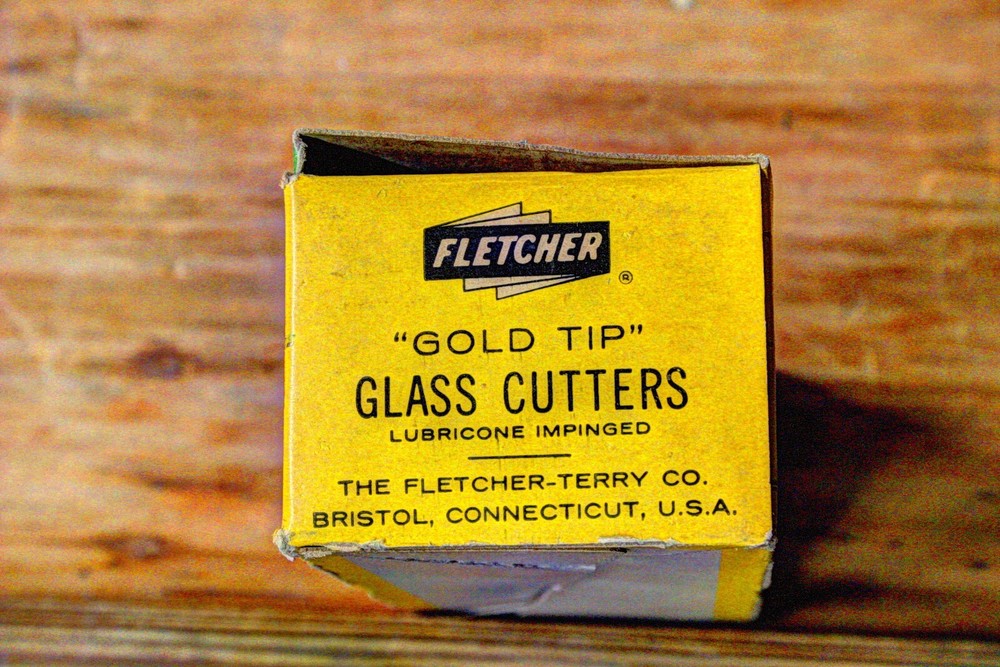 FLETCHER
®
"GOLD TIP"
GLASS CUTTERS
LUBRICONE IMPINGED
THE FLETCHER-TERRY CO.
BRISTOL, CONNECTICUT, U.S.A.